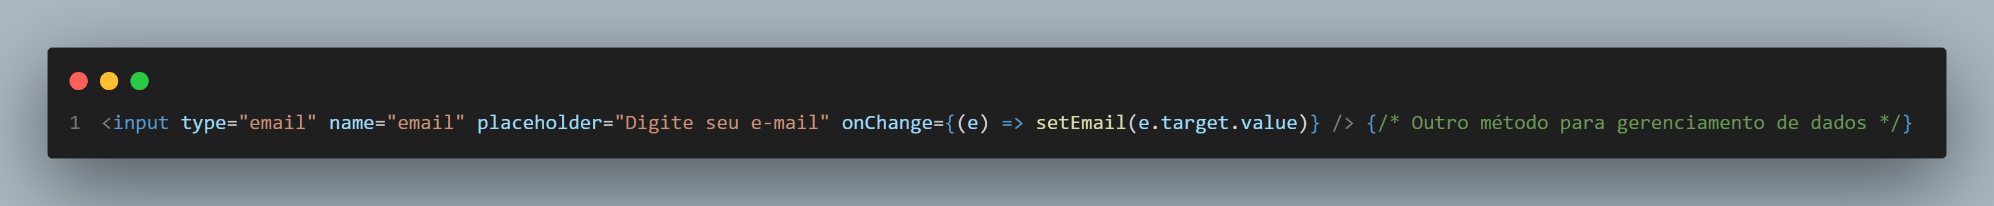 1 <input type="email" name="email" placeholder="Digite seu e-mail" onChange={(e) => setEmail(e.target.value)} /> {/* Outro método para gerenciamento de dados */}